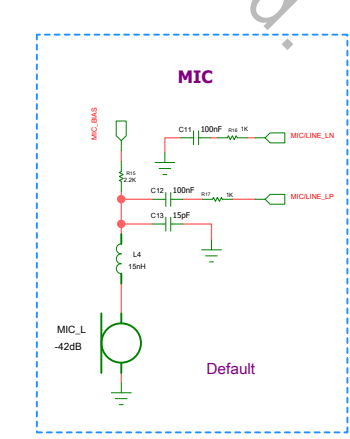 MIC
MIC_BIAS
C11 100nF R16 1K
MIC/LINE_LN
R15
2.2K
C12 100nF R17 1K
MIC/LINE_LP
C13 15pF
L4
15nH
MIC_L
-42dB
Default